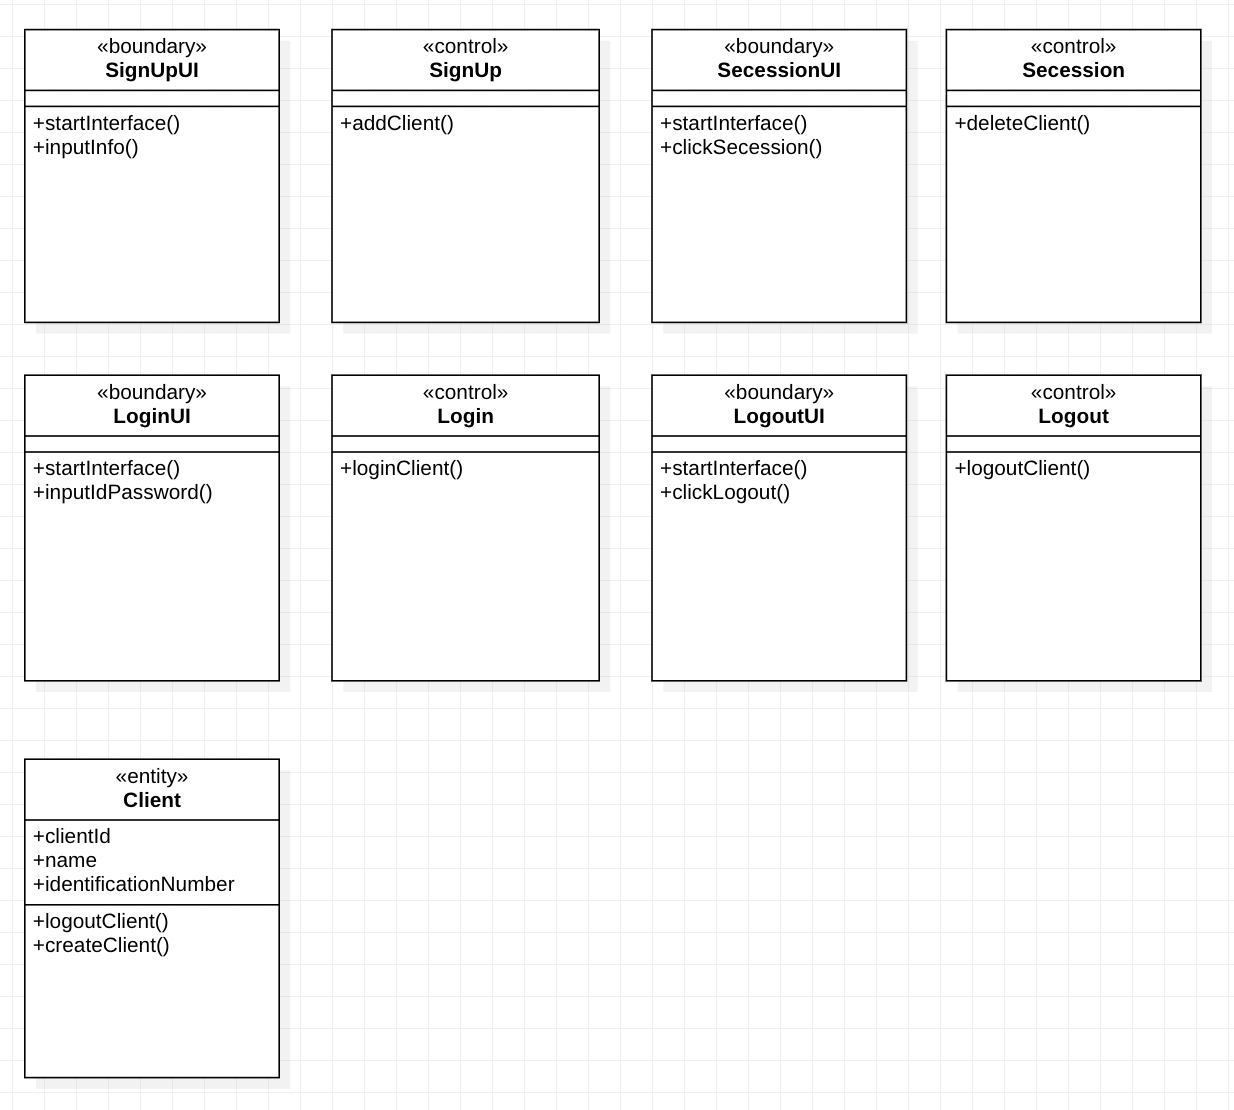 «boundary»
SignUpUI
+startInterface()
+inputInfo()
«control»
SignUp
+addClient()
«boundary»
SecessionUI
+startInterface()
+clickSecession()
«control»
Secession
+deleteClient()
«boundary»
LoginUI
+startInterface()
+inputIdPassword()
«control»
Login
+loginClient()
«boundary»
LogoutUI
+startInterface()
+clickLogout()
«control»
Logout
+logoutClient()
«entity»
Client
+clientId
+name
+identificationNumber
+logoutClient()
+createClient()